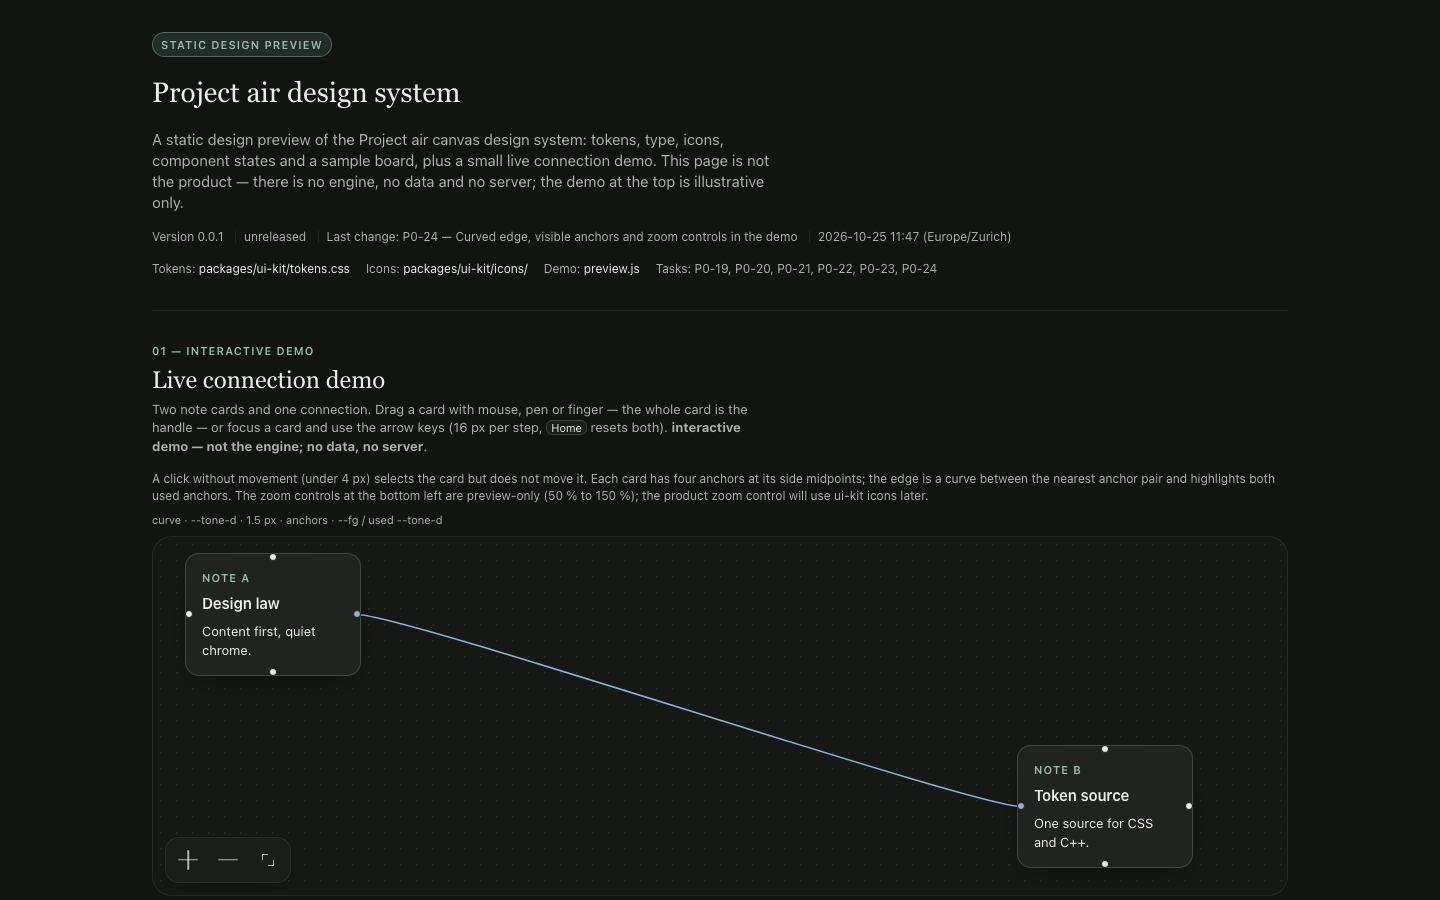 STATIC DESIGN PREVIEW
Project air design system
A static design preview of the Project air canvas design system: tokens, type, icons,
component states and a sample board, plus a small live connection demo. This page is not
the product — there is no engine, no data and no server; the demo at the top is illustrative
only.
Version 0.0.1 unreleased Last change: P0-24 — Curved edge, visible anchors and zoom controls in the demo 2026-10-25 11:47 (Europe/Zurich)
Tokens: packages/ui-kit/tokens.css Icons: packages/ui-kit/icons/ Demo: preview.js Tasks: P0-19, P0-20, P0-21, P0-22, P0-23, P0-24
01 — INTERACTIVE DEMO
Live connection demo
Two note cards and one connection. Drag a card with mouse, pen or finger — the whole card is the
handle — or focus a card and use the arrow keys (16 px per step, Home resets both). interactive
demo — not the engine; no data, no server.
A click without movement (under 4 px) selects the card but does not move it. Each card has four anchors at its side midpoints; the edge is a curve between the nearest anchor pair and highlights both
used anchors. The zoom controls at the bottom left are preview-only (50 % to 150 %); the product zoom control will use ui-kit icons later.
curve · --tone-d · 1.5 px · anchors · --fg / used --tone-d
NOTE A
Design law
Content first, quiet
chrome.
NOTE B
Token source
One source for CSS
and C++.